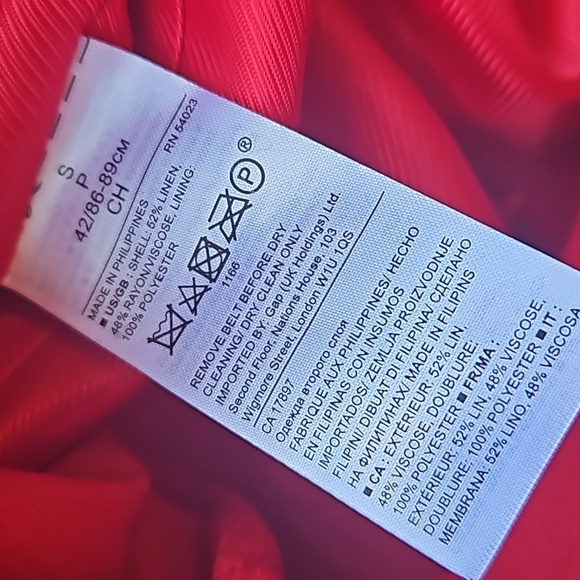 S
P
42/86-89CM
CH
RN 54023
MADE IN PHILIPPINES
■ US/GB : SHELL: 52% LINEN,
48% RAYON/VISCOSE, LINING:
100% POLYESTER
P ®
1166
REMOVE BELT BEFORE DRY
CLEANING/ DRY CLEAN ONLY
IMPORTED BY: Gap (UK Holdings) Ltd.
Second Floor, Nations House, 103
Wigmore Street, London W1U 1QS
CA 17897
Одежда второго слоя
FABRIQUE AUX PHILIPPINES/ HECHO
EN FILIPINAS CON INSUMOS
IMPORTADOS/ ZEMLJA PROIZVODNJE
FILIPINI/ DIBUAT DI FILIPINA/ СДЕЛАНО
НА ФИЛИППИНАХ/ MADE IN FILIPINS
■ CA : EXTÉRIEUR: 52% LIN,
48% VISCOSE, DOUBLURE:
100% POLYESTER ■ FR/MA :
EXTÉRIEUR: 52% LIN, 48% VISCOSE,
DOUBLURE: 100% POLYESTER ■ IT :
MEMBRANA: 52% LINO, 48% VISCOSA